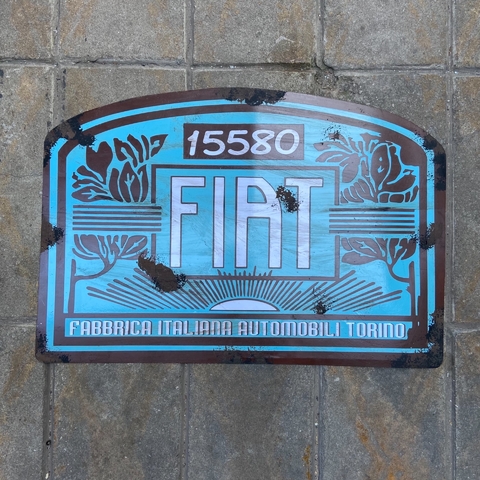 15580
FIAT
FABBRICA ITALIANA AUTOMOBILI TORINO